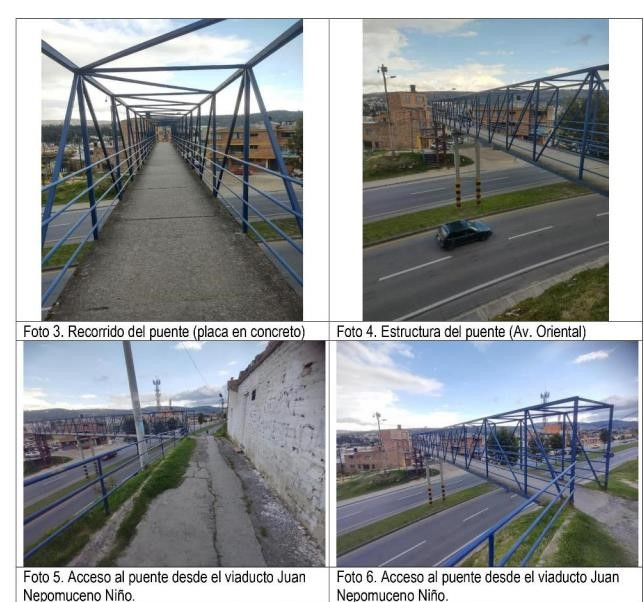 Foto 3. Recorrido del puente (placa en concreto)
Foto 4. Estructura del puente (Av. Oriental)
Foto 5. Acceso al puente desde el viaducto Juan
Nepomuceno Niño.
Foto 6. Acceso al puente desde el viaducto Juan
Nepomuceno Niño.